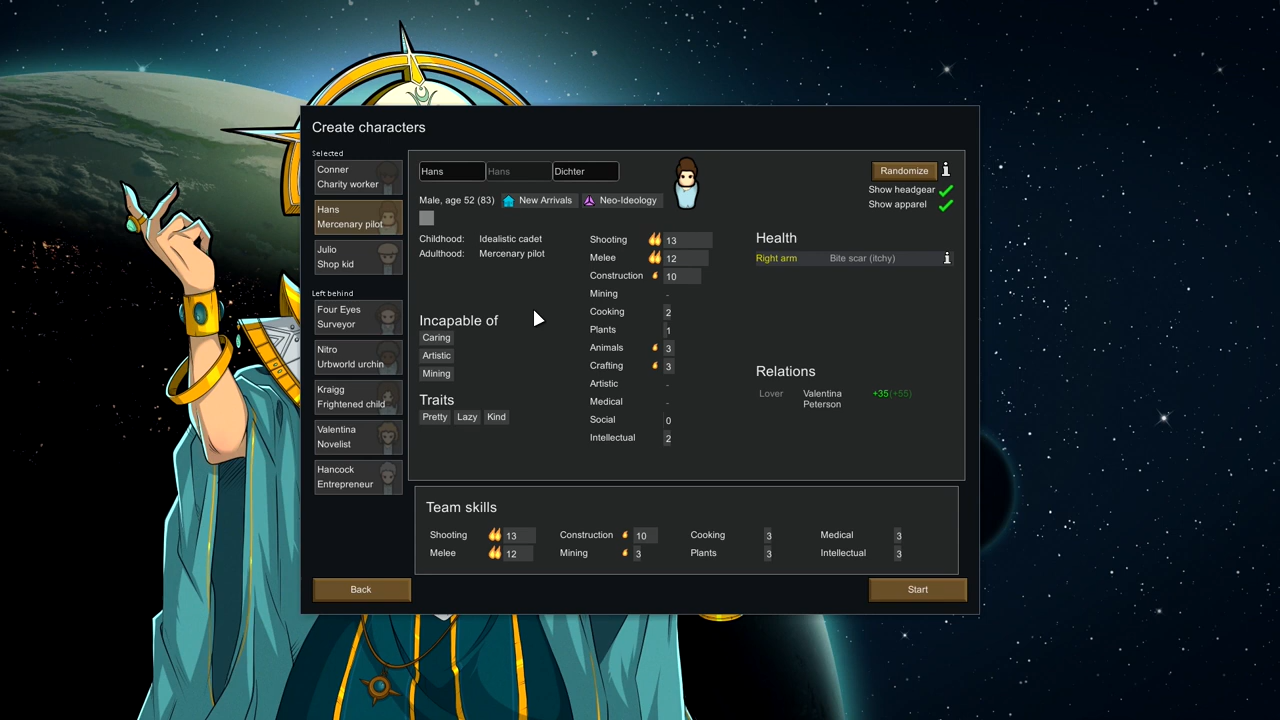 Create characters
Selected
Conner
Charity worker
Hans
Mercenary pilot
Julio
Shop kid
Left behind
Four Eyes
Surveyor
Nitro
Urbworld urchin
Kraigg
Frightened child
Valentina
Novelist
Hancock
Entrepreneur
Hans Hans Dichter
Male, age 52 (83) New Arrivals Neo-Ideology
Childhood: Idealistic cadet
Adulthood: Mercenary pilot
Incapable of
Caring
Artistic
Mining
Traits
Pretty Lazy Kind
Shooting 13
Melee 12
Construction 10
Mining -
Cooking 2
Plants 1
Animals 3
Crafting 3
Artistic -
Medical -
Social 0
Intellectual 2
Randomize
Show headgear
Show apparel
Health
Right arm Bite scar (itchy)
Relations
Lover Valentina Peterson +35 (+55)
Team skills
Shooting 13 Construction 10 Cooking 3 Medical 3
Melee 12 Mining 3 Plants 3 Intellectual 3
Back Start